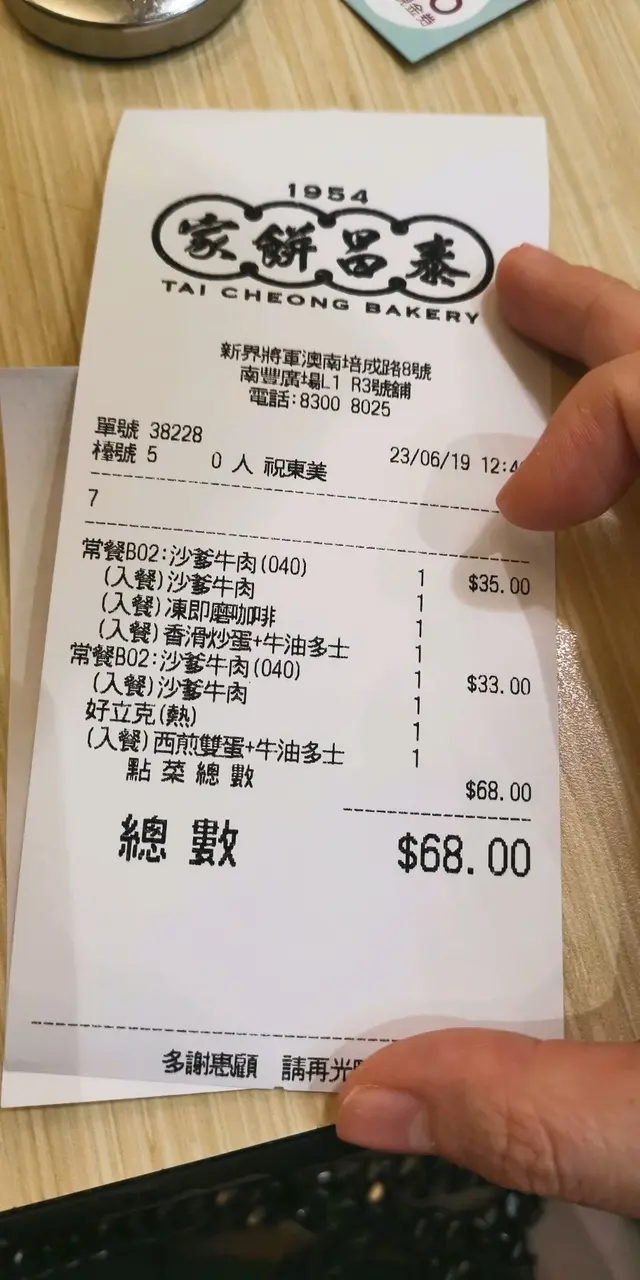 1954
家餅昌泰
TAI CHEONG BAKERY
新界將軍澳南培成路8號
南豐廣場L1 R3號舖
電話:8300 8025
單號 38228
檯號 5 0 人 祝東美 23/06/19 12:4
7
常餐B02:沙爹牛肉(040) 1 $35.00
(入餐)沙爹牛肉 1
(入餐)凍即磨咖啡 1
(入餐)香滑炒蛋+牛油多士 1
常餐B02:沙爹牛肉(040) 1 $33.00
(入餐)沙爹牛肉 1
好立克(熱) 1
(入餐)西煎雙蛋+牛油多士 1
點菜總數 $68.00
總數 $68.00
多謝惠顧 請再光
金券